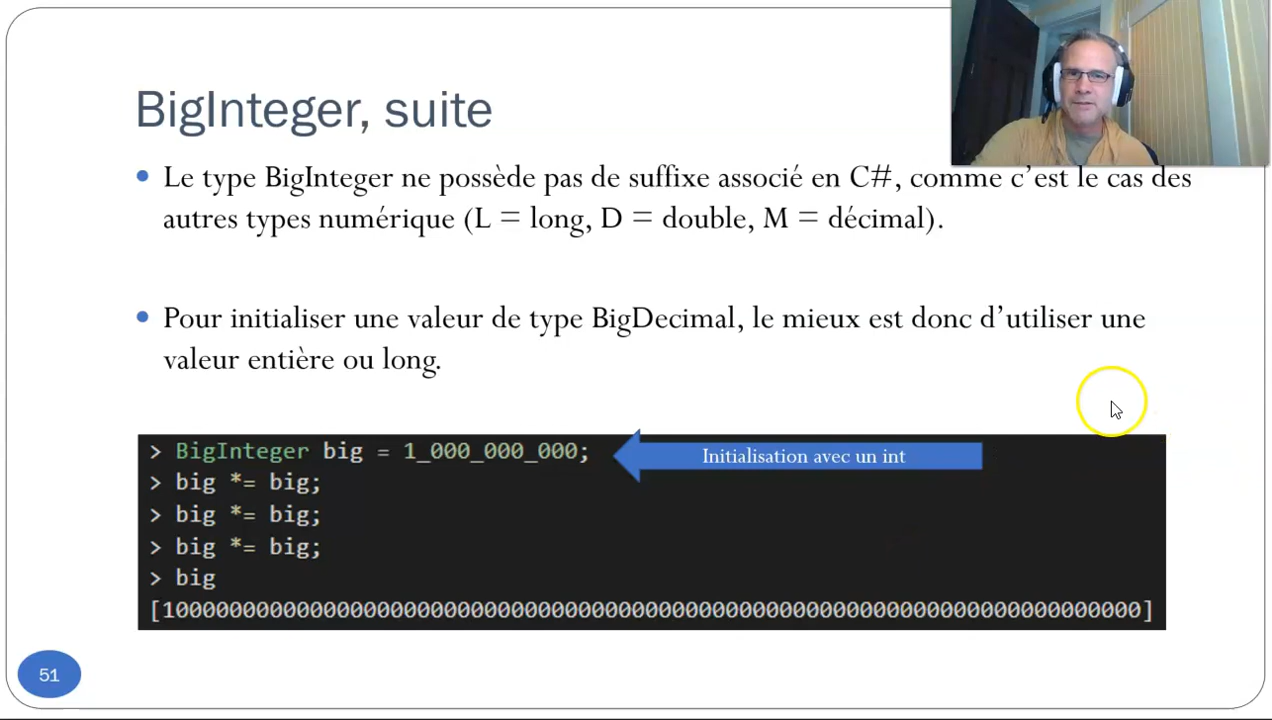 BigInteger, suite
Le type BigInteger ne possède pas de suffixe associé en C#, comme c’est le cas des
autres types numérique (L = long, D = double, M = décimal).
Pour initialiser une valeur de type BigDecimal, le mieux est donc d’utiliser une
valeur entière ou long.
> BigInteger big = 1_000_000_000;
Initialisation avec un int
> big *= big;
> big *= big;
> big *= big;
> big
[1000000000000000000000000000000000000000000000000000000000000000000000000]
51